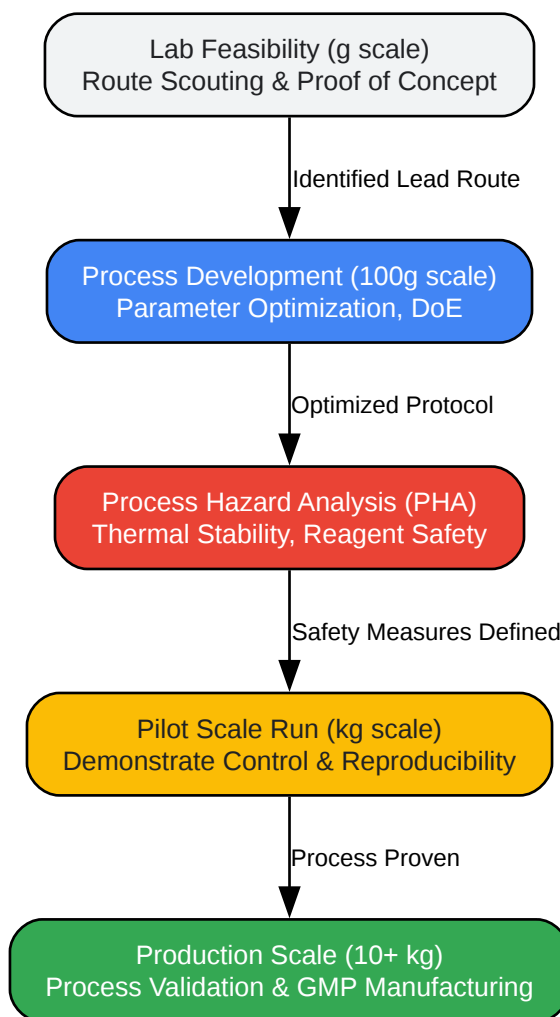 Lab Feasibility (g scale)
Route Scouting & Proof of Concept
Identified Lead Route
Process Development (100g scale)
Parameter Optimization, DoE
Optimized Protocol
Process Hazard Analysis (PHA)
Thermal Stability, Reagent Safety
Safety Measures Defined
Pilot Scale Run (kg scale)
Demonstrate Control & Reproducibility
Process Proven
Production Scale (10+ kg)
Process Validation & GMP Manufacturing